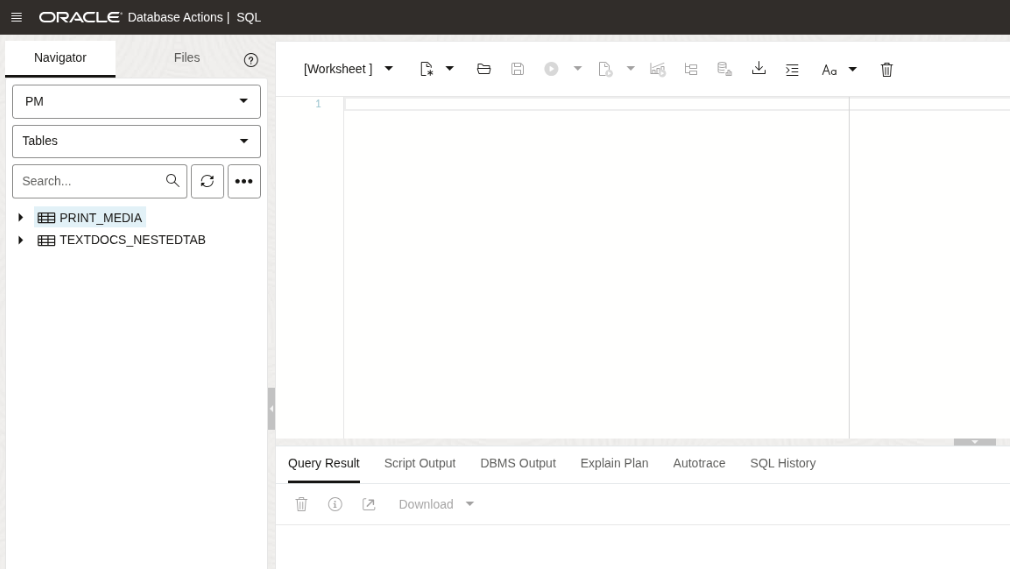 ORACLE Database Actions | SQL
Navigator
Files
PM
Tables
Search...
PRINT_MEDIA
TEXTDOCS_NESTEDTAB
[Worksheet ]
Aa
1
Query Result
Script Output
DBMS Output
Explain Plan
Autotrace
SQL History
Download